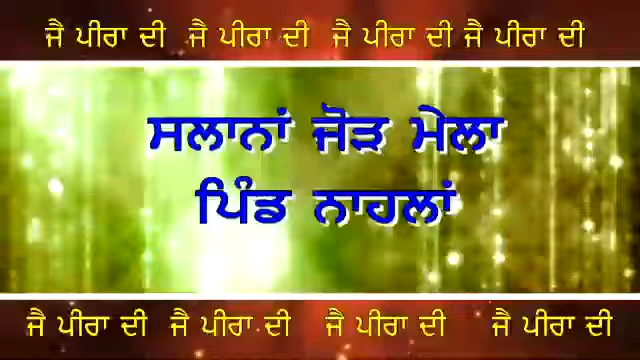 ਜੈ ਪੀਰਾ ਦੀ ਜੈ ਪੀਰਾ ਦੀ ਜੈ ਪੀਰਾ ਦੀ ਜੈ ਪੀਰਾ ਦੀ
ਸਲਾਨਾਂ ਜੋੜ ਮੇਲਾ
ਪਿੰਡ ਨਾਹਲਾਂ
ਜੈ ਪੀਰਾ ਦੀ ਜੈ ਪੀਰਾ ਦੀ ਜੈ ਪੀਰਾ ਦੀ ਜੈ ਪੀਰਾ ਦੀ